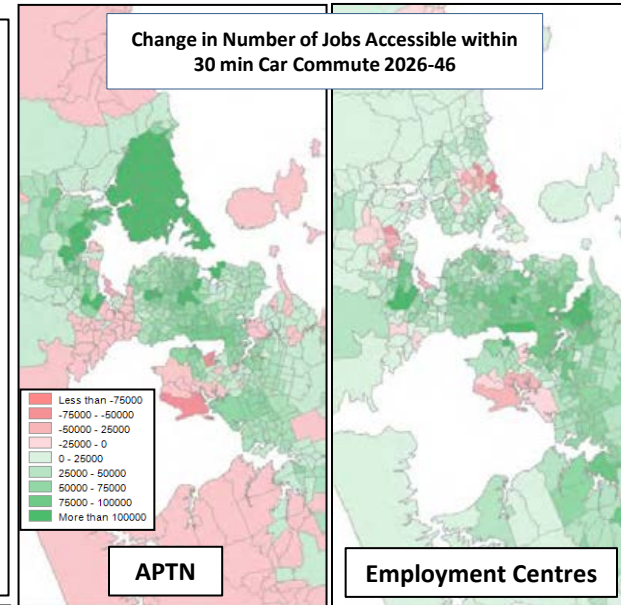 Change in Number of Jobs Accessible within
30 min Car Commute 2026-46
Less than -75000
-75000 - -50000
-50000 - 25000
-25000 - 0
0 - 25000
25000 - 50000
50000 - 75000
75000 - 100000
More than 100000
APTN
Employment Centres